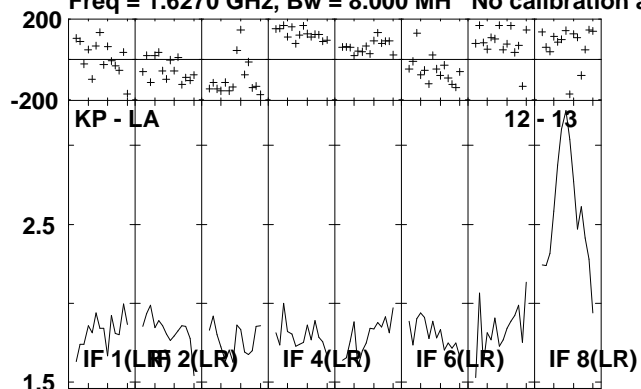 Freq = 1.6270 GHz, Bw = 8.000 MH No calibration a
200
-200
KP - LA 12 - 13
2.5
IF 1(LR) IF 2(LR) IF 4(LR) IF 6(LR) IF 8(LR)
1.5